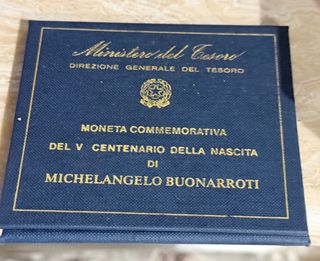 Ministero del Tesoro
DIREZIONE GENERALE DEL TESORO
MONETA COMMEMORATIVA
DEL V CENTENARIO DELLA NASCITA
DI
MICHELANGELO BUONARROTI